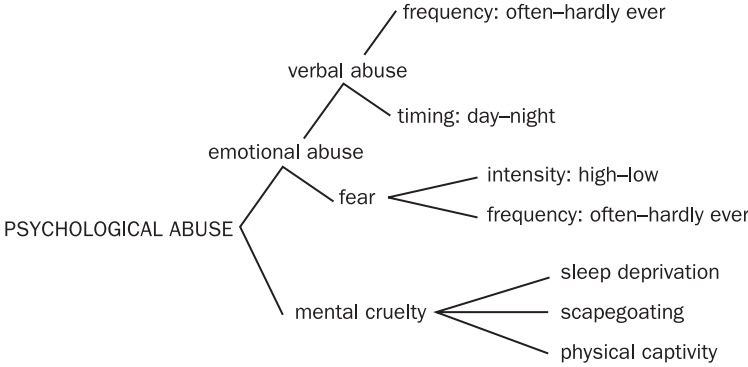 frequency: often–hardly ever
verbal abuse
timing: day–night
emotional abuse
intensity: high–low
fear
frequency: often–hardly ever
PSYCHOLOGICAL ABUSE
sleep deprivation
mental cruelty
scapegoating
physical captivity